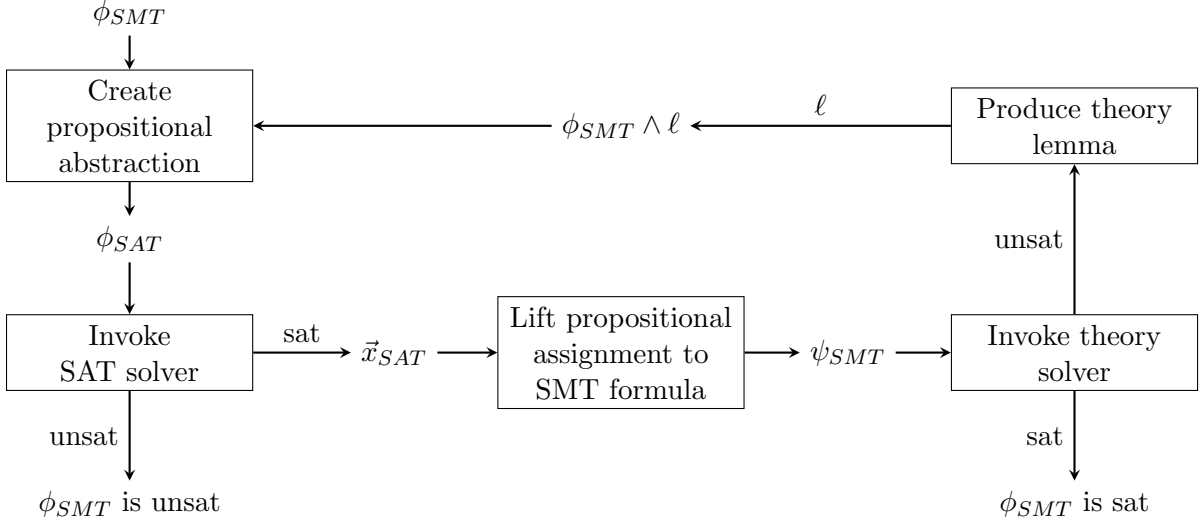 ϕ_SMT
Create
propositional
abstraction
ϕ_SMT ∧ ℓ
ℓ
Produce theory
lemma
ϕ_SAT
unsat
Invoke
SAT solver
sat
x⃗_SAT
Lift propositional
assignment to
SMT formula
ψ_SMT
Invoke theory
solver
unsat
sat
ϕ_SMT is unsat
ϕ_SMT is sat